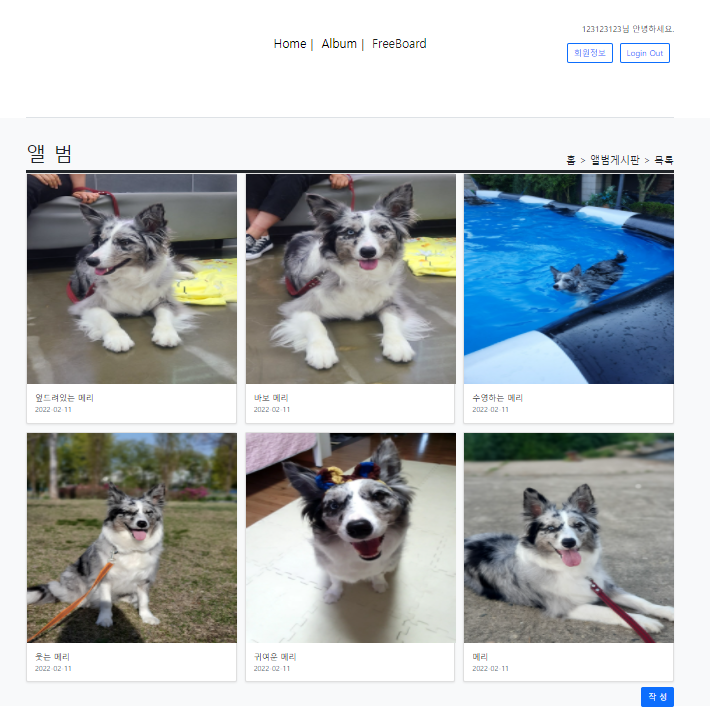 123123123님 안녕하세요.
Home | Album | FreeBoard
회원정보 Login Out
앨 범
홈 > 앨범게시판 > 목록
엎드려있는 메리
2022-02-11
바보 메리
2022-02-11
수영하는 메리
2022-02-11
웃는 메리
2022-02-11
귀여운 메리
2022-02-11
메리
2022-02-11
작 성